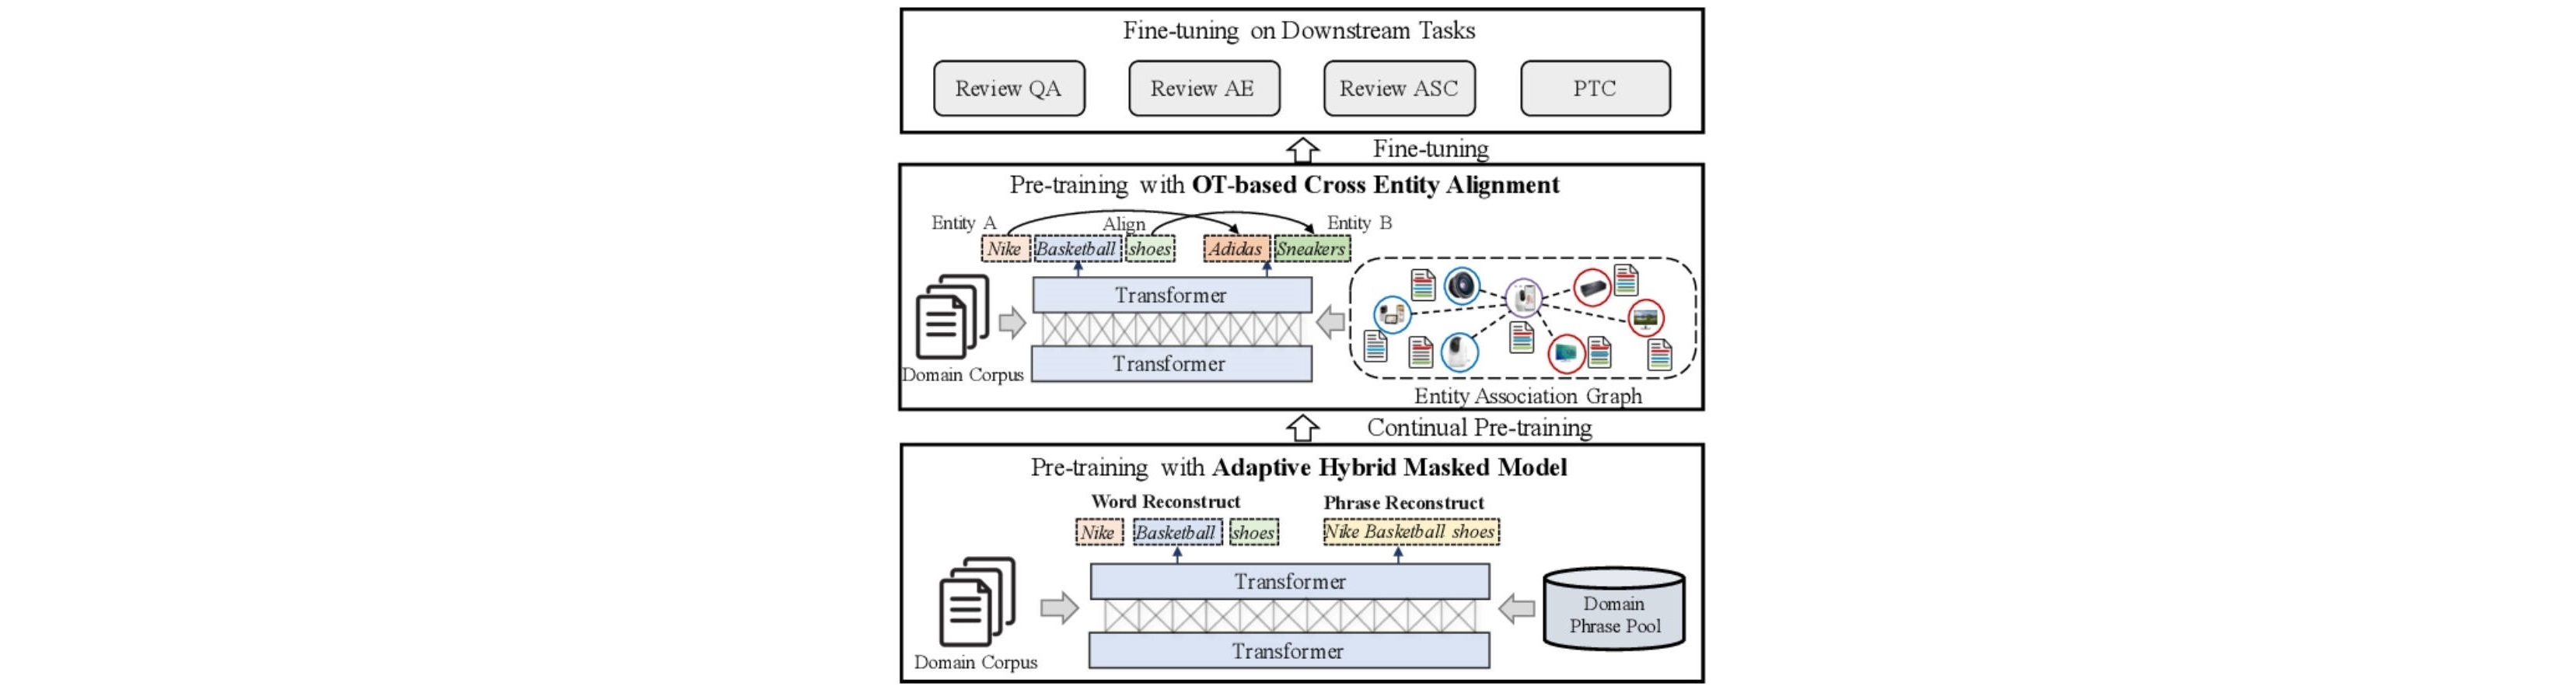 Fine-tuning on Downstream Tasks
Review QA
Review AE
Review ASC
PTC
Fine-tuning
Pre-training with OT-based Cross Entity Alignment
Entity A
Align
Entity B
Nike
Basketball
shoes
Adidas
Sneakers
Transformer
Transformer
Domain Corpus
Entity Association Graph
Continual Pre-training
Pre-training with Adaptive Hybrid Masked Model
Word Reconstruct
Phrase Reconstruct
Nike
Basketball
shoes
Nike Basketball shoes
Transformer
Transformer
Domain
Phrase Pool
Domain Corpus